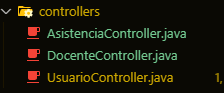 controllers
AsistenciaController.java
DocenteController.java
UsuarioController.java 1,